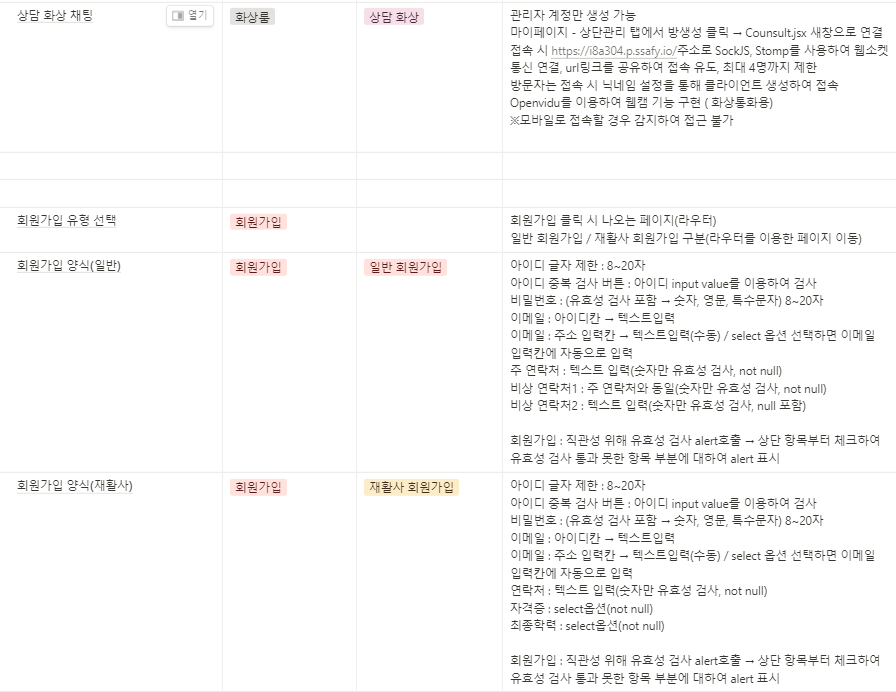 상담 화상 채팅
열기
화상룸
상담 화상
관리자 계정만 생성 가능
마이페이지 - 상단관리 탭에서 방생성 클릭 → Counsult.jsx 새창으로 연결
접속 시 https://i8a304.p.ssafy.io/주소로 SockJS, Stomp를 사용하여 웹소켓
통신 연결, url링크를 공유하여 접속 유도, 최대 4명까지 제한
방문자는 접속 시 닉네임 설정을 통해 클라이언트 생성하여 접속
Openvidu를 이용하여 웹캠 기능 구현 ( 화상통화용)
※모바일로 접속할 경우 감지하여 접근 불가
회원가입 유형 선택
회원가입
회원가입 클릭 시 나오는 페이지(라우터)
일반 회원가입 / 재활사 회원가입 구분(라우터를 이용한 페이지 이동)
회원가입 양식(일반)
회원가입
일반 회원가입
아이디 글자 제한 : 8~20자
아이디 중복 검사 버튼 : 아이디 input value를 이용하여 검사
비밀번호 : (유효성 검사 포함 → 숫자, 영문, 특수문자) 8~20자
이메일 : 아이디칸 → 텍스트입력
이메일 : 주소 입력칸 → 텍스트입력(수동) / select 옵션 선택하면 이메일
입력칸에 자동으로 입력
주 연락처 : 텍스트 입력(숫자만 유효성 검사, not null)
비상 연락처1 : 주 연락처와 동일(숫자만 유효성 검사, not null)
비상 연락처2 : 텍스트 입력(숫자만 유효성 검사, null 포함)
회원가입 : 직관성 위해 유효성 검사 alert호출 → 상단 항목부터 체크하여
유효성 검사 통과 못한 항목 부분에 대하여 alert 표시
회원가입 양식(재활사)
회원가입
재활사 회원가입
아이디 글자 제한 : 8~20자
아이디 중복 검사 버튼 : 아이디 input value를 이용하여 검사
비밀번호 : (유효성 검사 포함 → 숫자, 영문, 특수문자) 8~20자
이메일 : 아이디칸 → 텍스트입력
이메일 : 주소 입력칸 → 텍스트입력(수동) / select 옵션 선택하면 이메일
입력칸에 자동으로 입력
연락처 : 텍스트 입력(숫자만 유효성 검사, not null)
자격증 : select옵션(not null)
최종학력 : select옵션(not null)
회원가입 : 직관성 위해 유효성 검사 alert호출 → 상단 항목부터 체크하여
유효성 검사 통과 못한 항목 부분에 대하여 alert 표시